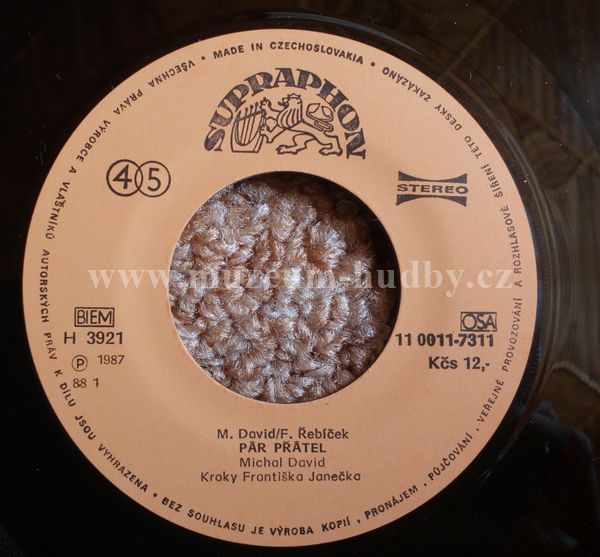 VŠECHNA PRÁVA VÝROBCE A VLASTNÍKŮ AUTORSKÝCH PRÁV K DÍLU JSOU VYHRAZENA • BEZ SOUHLASU JE VÝROBA KOPIÍ, PRONÁJEM, PŮJČOVÁNÍ, VEŘEJNÉ PROVOZOVÁNÍ A ROZHLASOVÉ ŠÍŘENÍ TÉTO DESKY ZAKÁZÁNO • MADE IN CZECHOSLOVAKIA •
SUPRAPHON
45
STEREO
www.muzeum-hudby.cz
BIEM
H 3921
Ⓟ 1987
88 1
OSA
11 0011-7311
Kčs 12,-
M. David/F. Řebíček
PÁR PŘÁTEL
Michal David
Kroky Františka Janečka